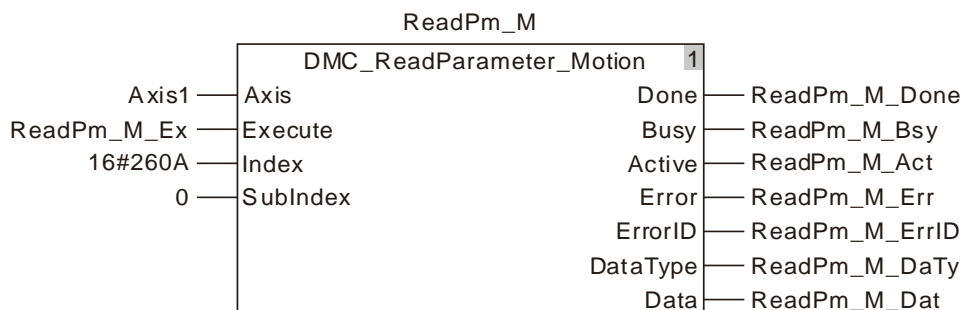 ReadPm_M
DMC_ReadParameter_Motion 1
Axis1 Axis Done ReadPm_M_Done
ReadPm_M_Ex Execute Busy ReadPm_M_Bsy
16#260A Index Active ReadPm_M_Act
0 SubIndex Error ReadPm_M_Err
ErrorID ReadPm_M_ErrID
DataType ReadPm_M_DaTy
Data ReadPm_M_Dat